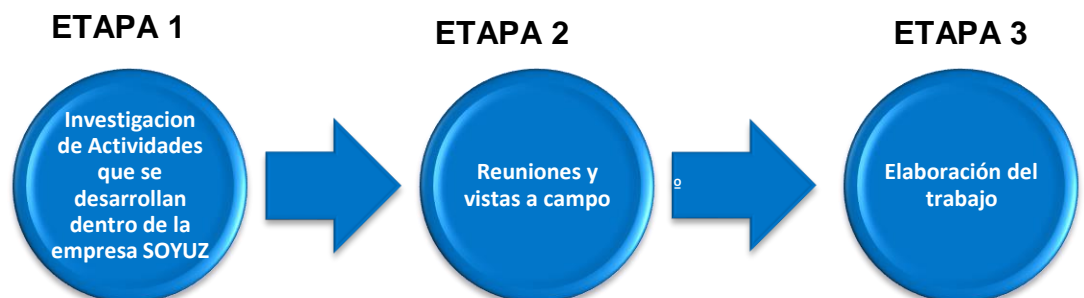 ETAPA 1
ETAPA 2
ETAPA 3
Investigacion
de Actividades
que se
desarrollan
dentro de la
empresa SOYUZ
Reuniones y
vistas a campo
º
Elaboración del
trabajo